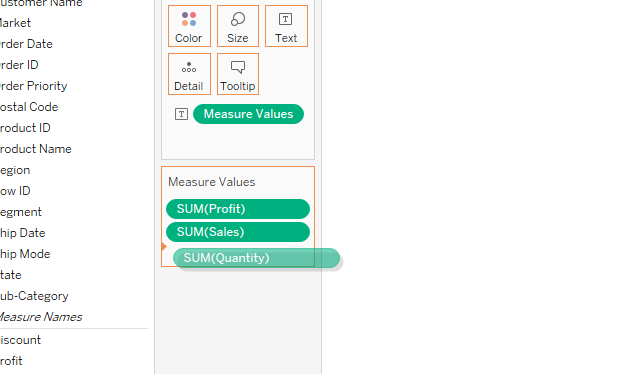 ustomer Name
arket
rder Date
rder ID
rder Priority
ostal Code
roduct ID
roduct Name
egion
ow ID
egment
hip Date
hip Mode
tate
ub-Category
Measure Names
iscount
rofit
Color
Size
T
Text
Detail
Tooltip
T
Measure Values
Measure Values
SUM(Profit)
SUM(Sales)
SUM(Quantity)